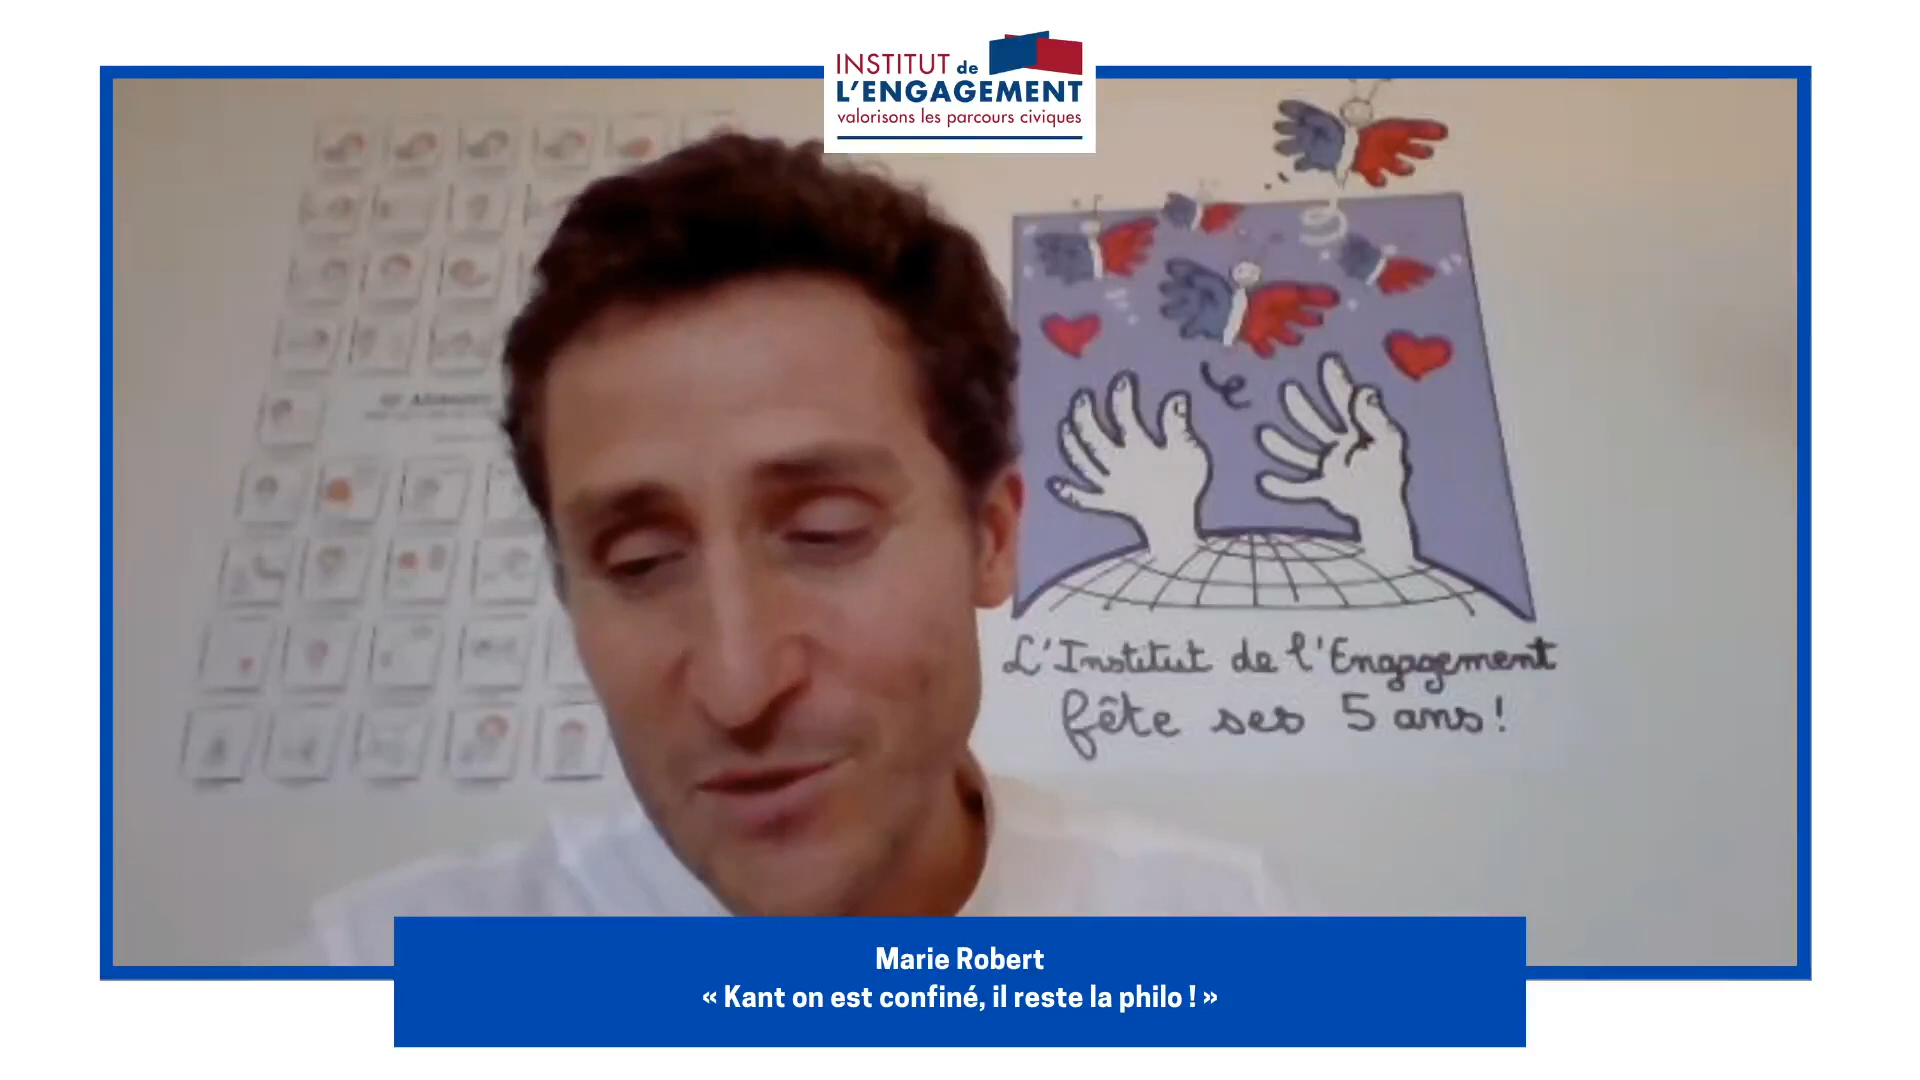 INSTITUT de
L'ENGAGEMENT
valorisons les parcours civiques
L'Institut de l'Engagement
fête ses 5 ans!
Marie Robert
« Kant on est confiné, il reste la philo ! »